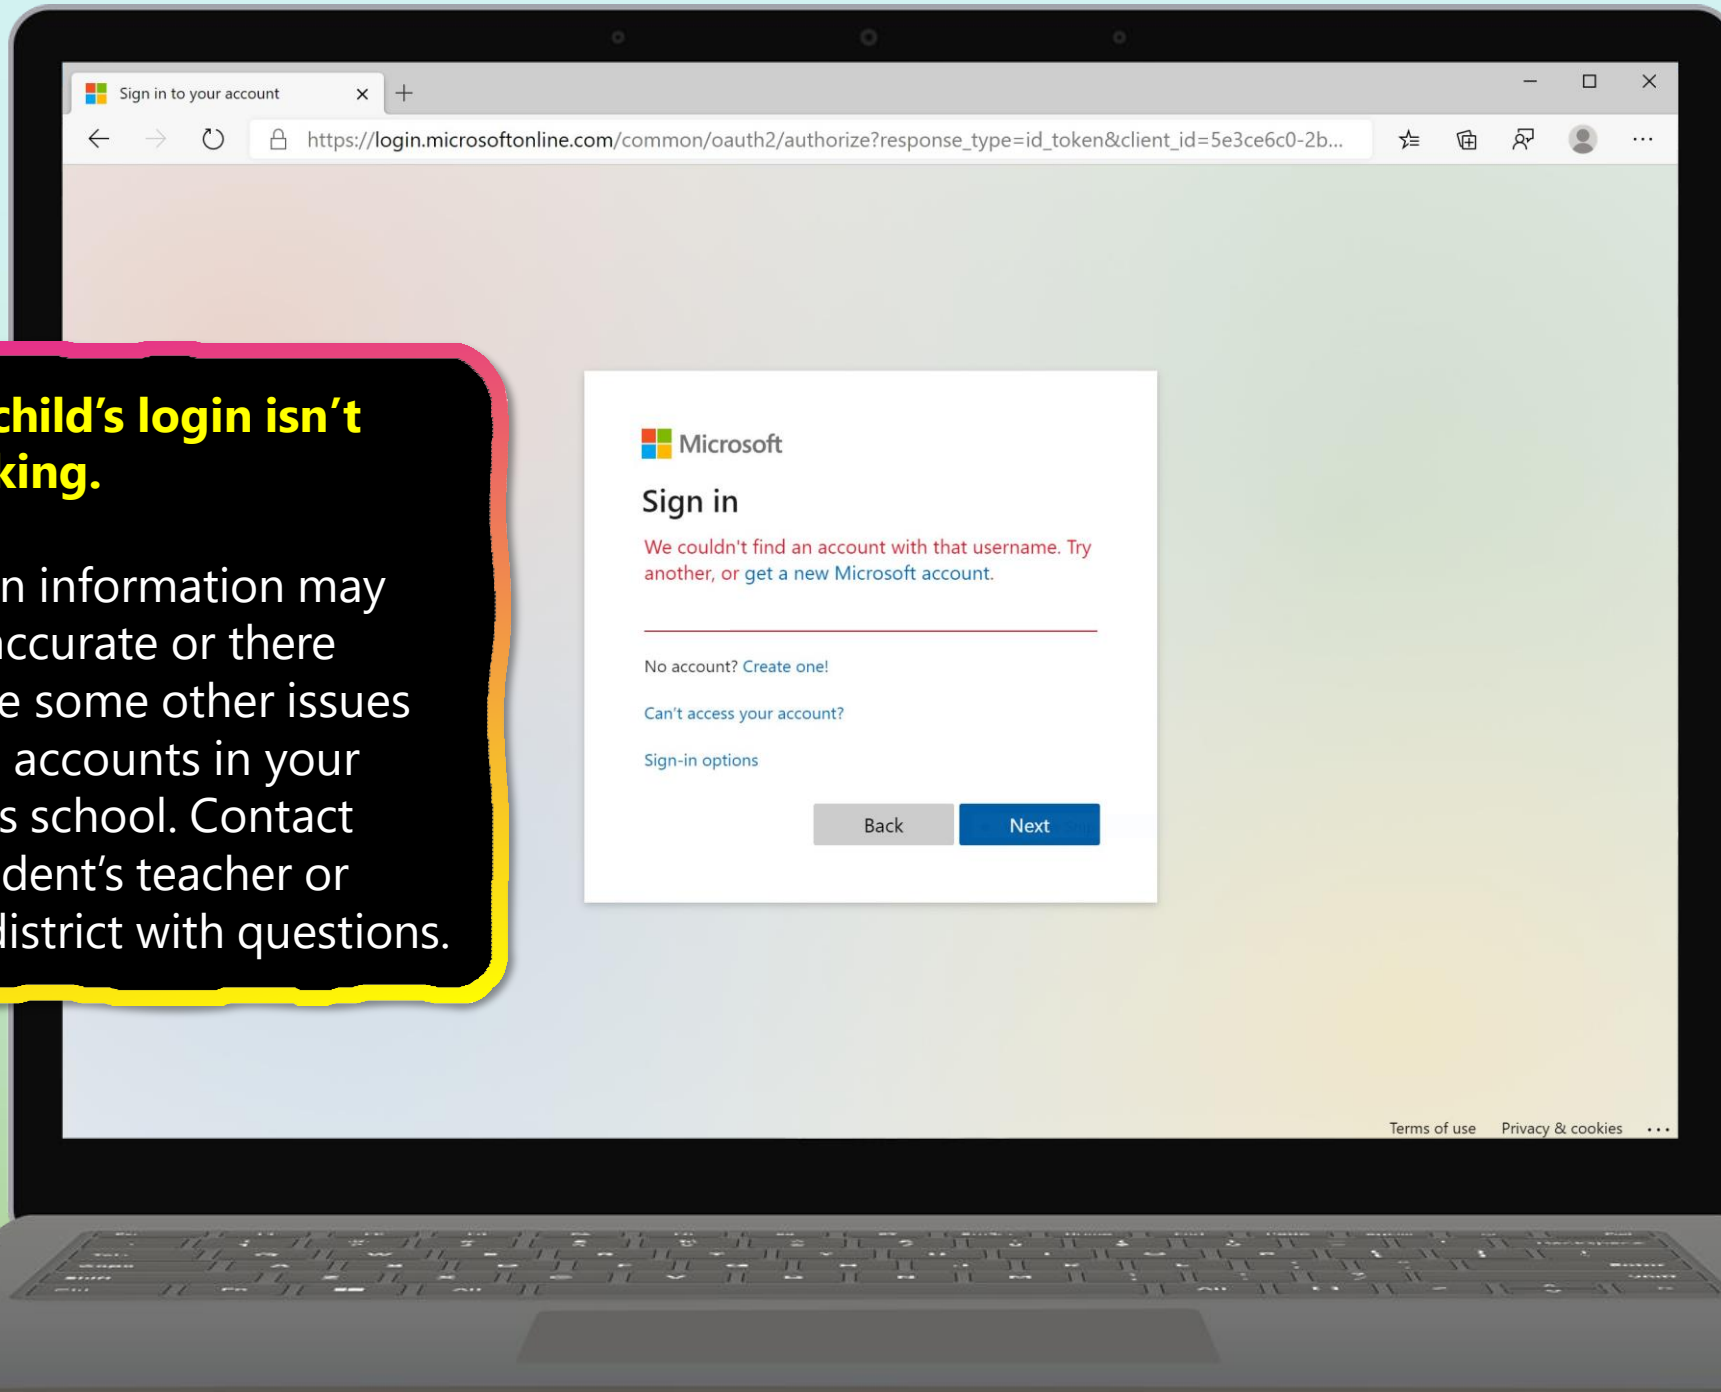 Sign in to your account
https://login.microsoftonline.com/common/oauth2/authorize?response_type=id_token&client_id=5e3ce6c0-2b...
child's login isn't
king.
n information may
accurate or there
e some other issues
accounts in your
s school. Contact
dent's teacher or
district with questions.
Microsoft
Sign in
We couldn't find an account with that username. Try
another, or get a new Microsoft account.
No account? Create one!
Can't access your account?
Sign-in options
Back Next
Terms of use Privacy & cookies